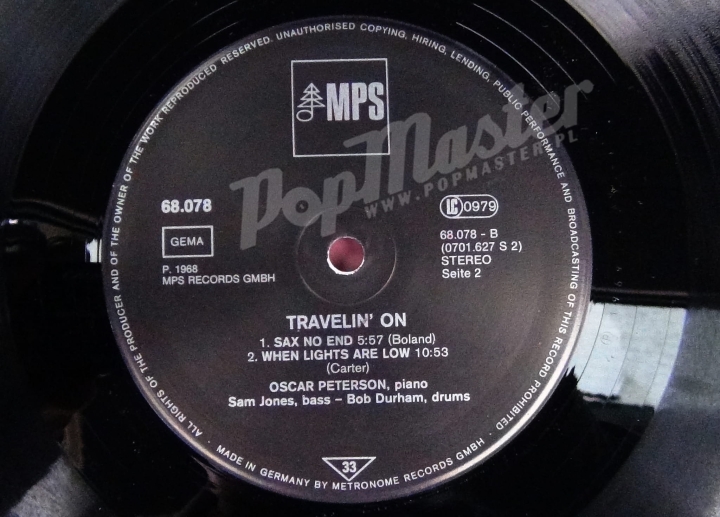 ALL RIGHTS OF THE PRODUCER AND OF THE OWNER OF THE WORK REPRODUCED RESERVED. UNAUTHORISED COPYING, HIRING, LENDING, PUBLIC PERFORMANCE AND BROADCASTING OF THIS RECORD PROHIBITED
MPS
PopMaster
WWW.POPMASTER.PL
68.078
GEMA
P. 1968
MPS RECORDS GMBH
LC 0979
68.078 - B
(0701.627 S 2)
STEREO
Seite 2
TRAVELIN' ON
1. SAX NO END 5:57 (Boland)
2. WHEN LIGHTS ARE LOW 10:53
(Carter)
OSCAR PETERSON, piano
Sam Jones, bass – Bob Durham, drums
33
· MADE IN GERMANY BY METRONOME RECORDS GMBH ·